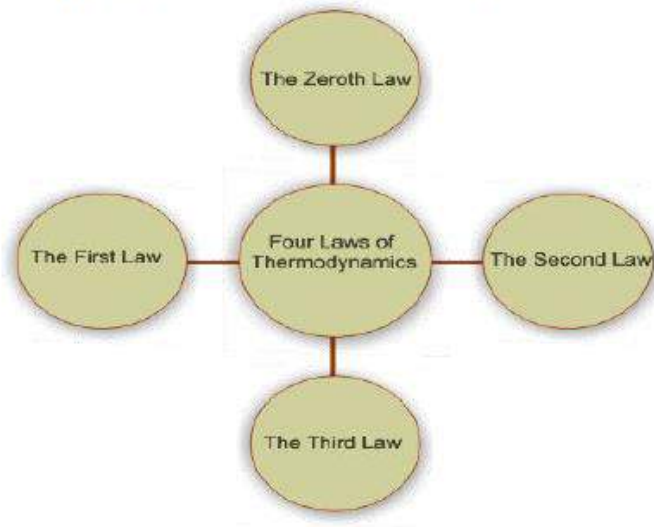 The Zeroth Law
The First Law
Four Laws of
Thermodynamics
The Second Law
The Third Law